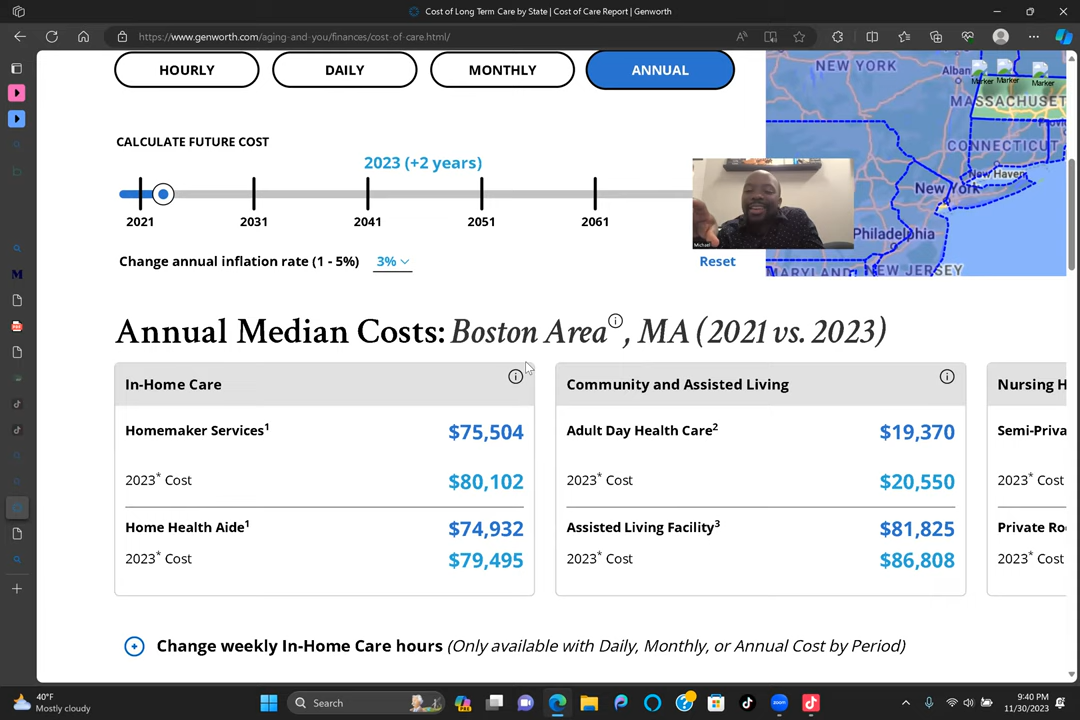 Cost of Long Term Care by State | Cost of Care Report | Genworth
https://www.genworth.com/aging-and-you/finances/cost-of-care.html/
HOURLY
DAILY
MONTHLY
ANNUAL
NEW YORK
Alban
Marker
Marker
Marker
MASSACHUSET
Provi
CONNECTICUT
New Haven
New York
Philadelphia
MARYLAND
NEW JERSEY
CALCULATE FUTURE COST
2023 (+2 years)
2021
2031
2041
2051
2061
Michael
Change annual inflation rate (1 - 5%)
3%
Reset
Annual Median Costs: Boston Area, MA (2021 vs. 2023)
In-Home Care
Homemaker Services1
$75,504
2023* Cost
$80,102
Home Health Aide1
$74,932
2023* Cost
$79,495
Community and Assisted Living
Adult Day Health Care2
$19,370
2023* Cost
$20,550
Assisted Living Facility3
$81,825
2023* Cost
$86,808
Nursing H
Semi-Priva
2023* Cost
Private Ro
2023* Cost
Change weekly In-Home Care hours (Only available with Daily, Monthly, or Annual Cost by Period)
40°F
Mostly cloudy
Search
9:40 PM
11/30/2023